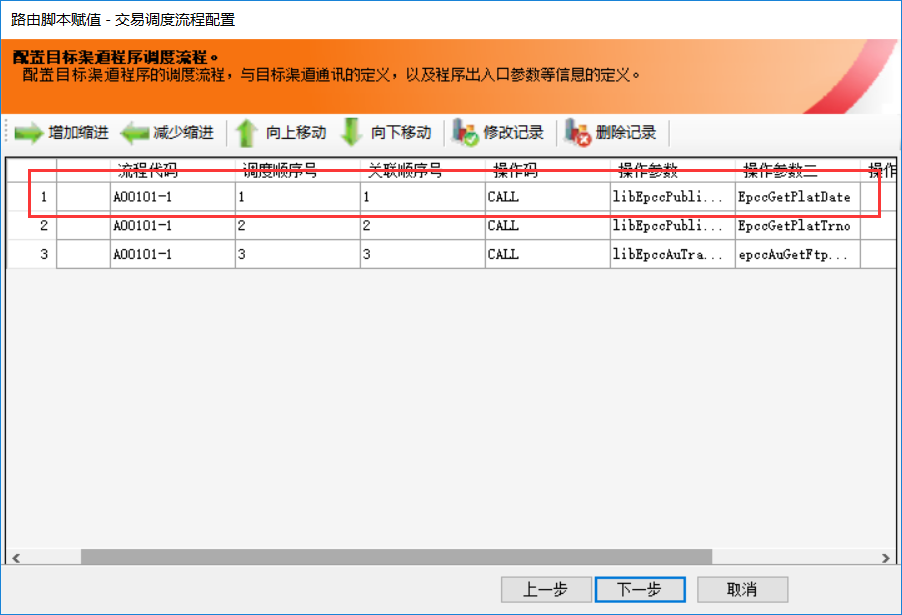 路由脚本赋值 - 交易调度流程配置
配置目标渠道程序调度流程。
配置目标渠道程序的调度流程，与目标渠道通讯的定义，以及程序出入口参数等信息的定义。
增加缩进 减少缩进 向上移动 向下移动 修改记录 删除记录
流程代码 调度顺序号 关联顺序号 操作码 操作参数 操作参数二 操作
1 A00101-1 1 1 CALL libEpccPubli... EpccGetPlatDate
2 A00101-1 2 2 CALL libEpccPubli... EpccGetPlatTrno
3 A00101-1 3 3 CALL libEpccAuTra... epccAuGetFtp...
上一步 下一步 取消